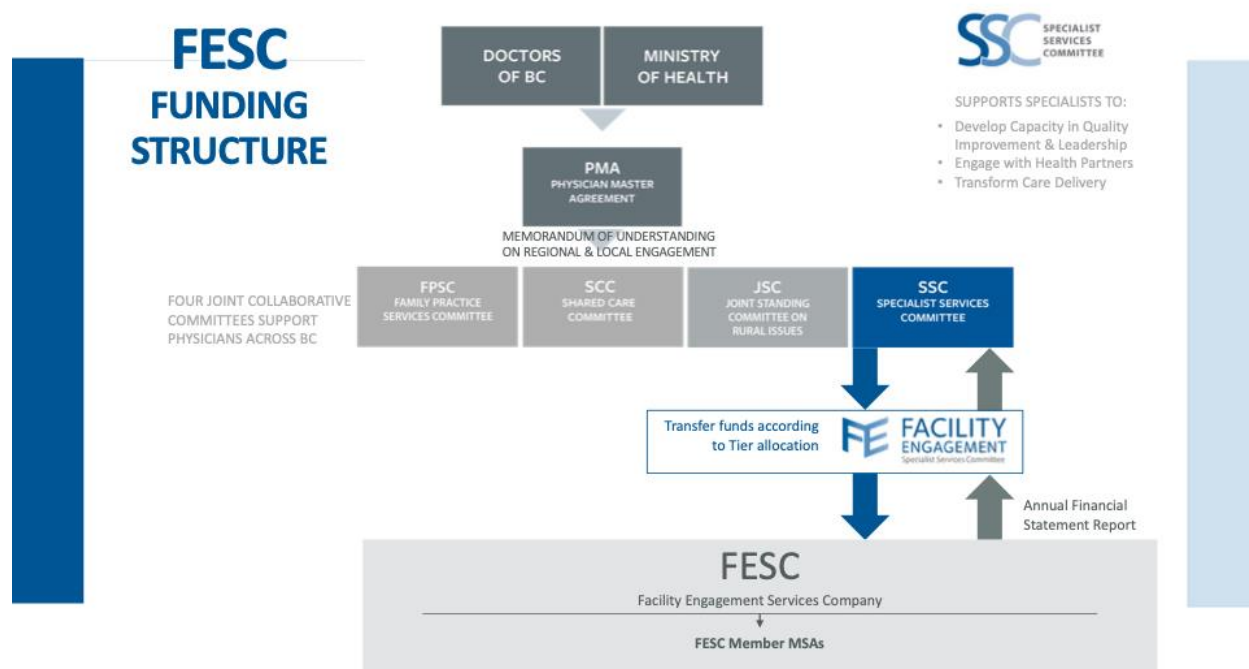 FESC
FUNDING
STRUCTURE
DOCTORS
OF BC
MINISTRY
OF HEALTH
SSC
SPECIALIST
SERVICES
COMMITTEE
SUPPORTS SPECIALISTS TO:
• Develop Capacity in Quality
Improvement & Leadership
• Engage with Health Partners
• Transform Care Delivery
PMA
PHYSICIAN MASTER
AGREEMENT
MEMORANDUM OF UNDERSTANDING
ON REGIONAL & LOCAL ENGAGEMENT
FOUR JOINT COLLABORATIVE
COMMITTEES SUPPORT
PHYSICIANS ACROSS BC
FPSC
FAMILY PRACTICE
SERVICES COMMITTEE
SCC
SHARED CARE
COMMITTEE
JSC
JOINT STANDING
COMMITTEE ON
RURAL ISSUES
SSC
SPECIALIST SERVICES
COMMITTEE
Transfer funds according
to Tier allocation
FE
FACILITY
ENGAGEMENT
Specialist Services Committee
Annual Financial
Statement Report
FESC
Facility Engagement Services Company
FESC Member MSAs